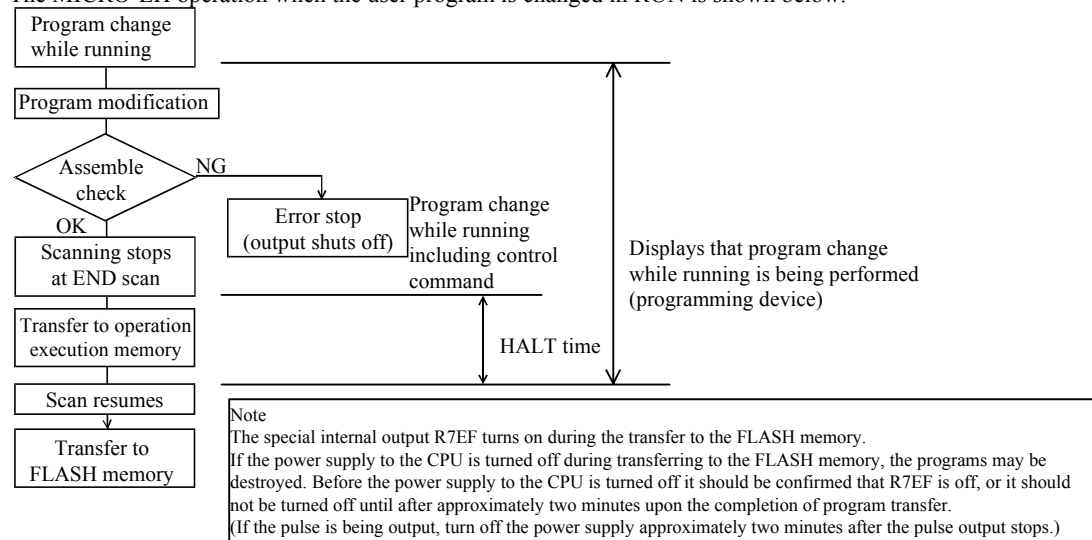 The MICRO-EH operation when the user program is changed in RUN is shown below.
Program change
while running
Program modification
Assemble
check
NG
OK
Error stop
(output shuts off)
Program change
while running
including control
command
Scanning stops
at END scan
Displays that program change
while running is being performed
(programming device)
Transfer to operation
execution memory
HALT time
Scan resumes
Transfer to
FLASH memory
Note
The special internal output R7EF turns on during the transfer to the FLASH memory.
If the power supply to the CPU is turned off during transferring to the FLASH memory, the programs may be
destroyed. Before the power supply to the CPU is turned off it should be confirmed that R7EF is off, or it should
not be turned off until after approximately two minutes upon the completion of program transfer.
(If the pulse is being output, turn off the power supply approximately two minutes after the pulse output stops.)